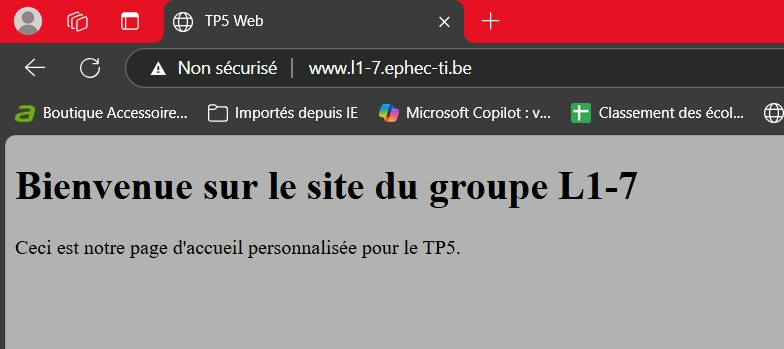 TP5 Web
Non sécurisé www.l1-7.ephec-ti.be
Boutique Accessoire... Importés depuis IE Microsoft Copilot : v... Classement des écol...
Bienvenue sur le site du groupe L1-7
Ceci est notre page d'accueil personnalisée pour le TP5.